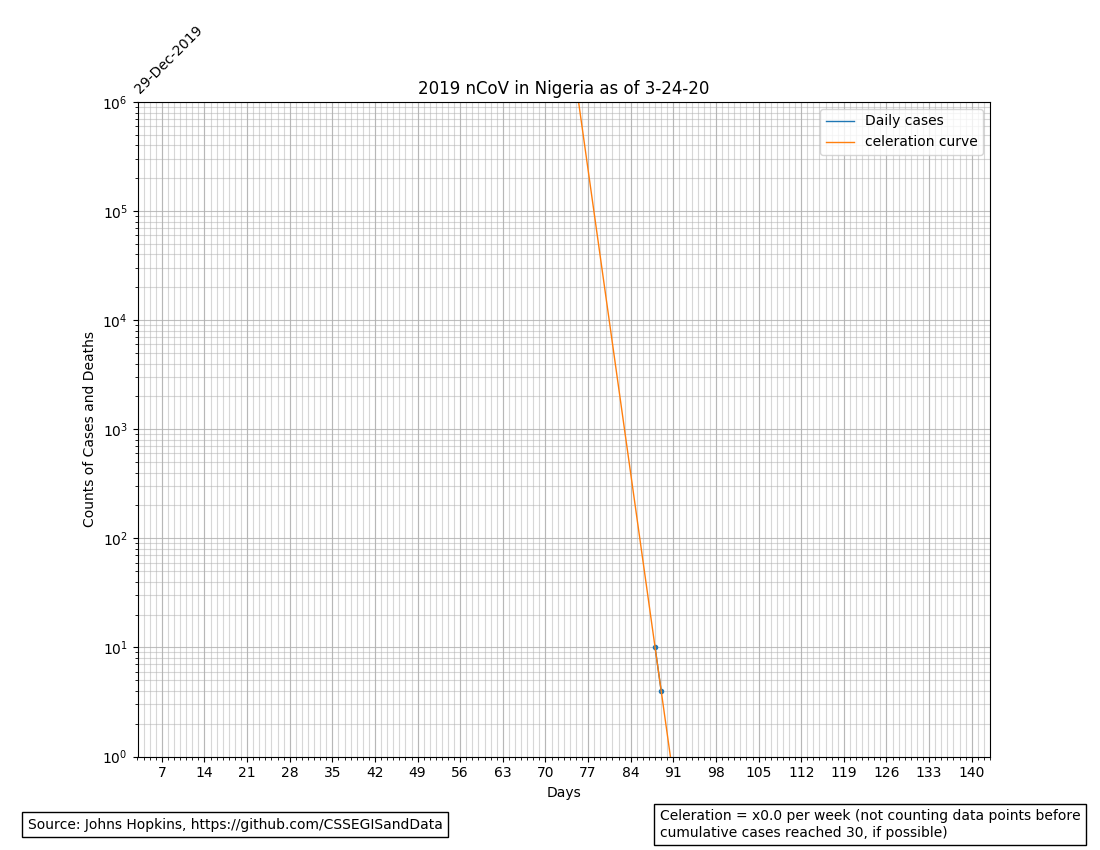 29-Dec-2019
2019 nCoV in Nigeria as of 3-24-20
Daily cases
celeration curve
Counts of Cases and Deaths
10⁶
10⁵
10⁴
10³
10²
10¹
10⁰
7 14 21 28 35 42 49 56 63 70 77 84 91 98 105 112 119 126 133 140
Days
Source: Johns Hopkins, https://github.com/CSSEGISandData
Celeration = x0.0 per week (not counting data points before
cumulative cases reached 30, if possible)